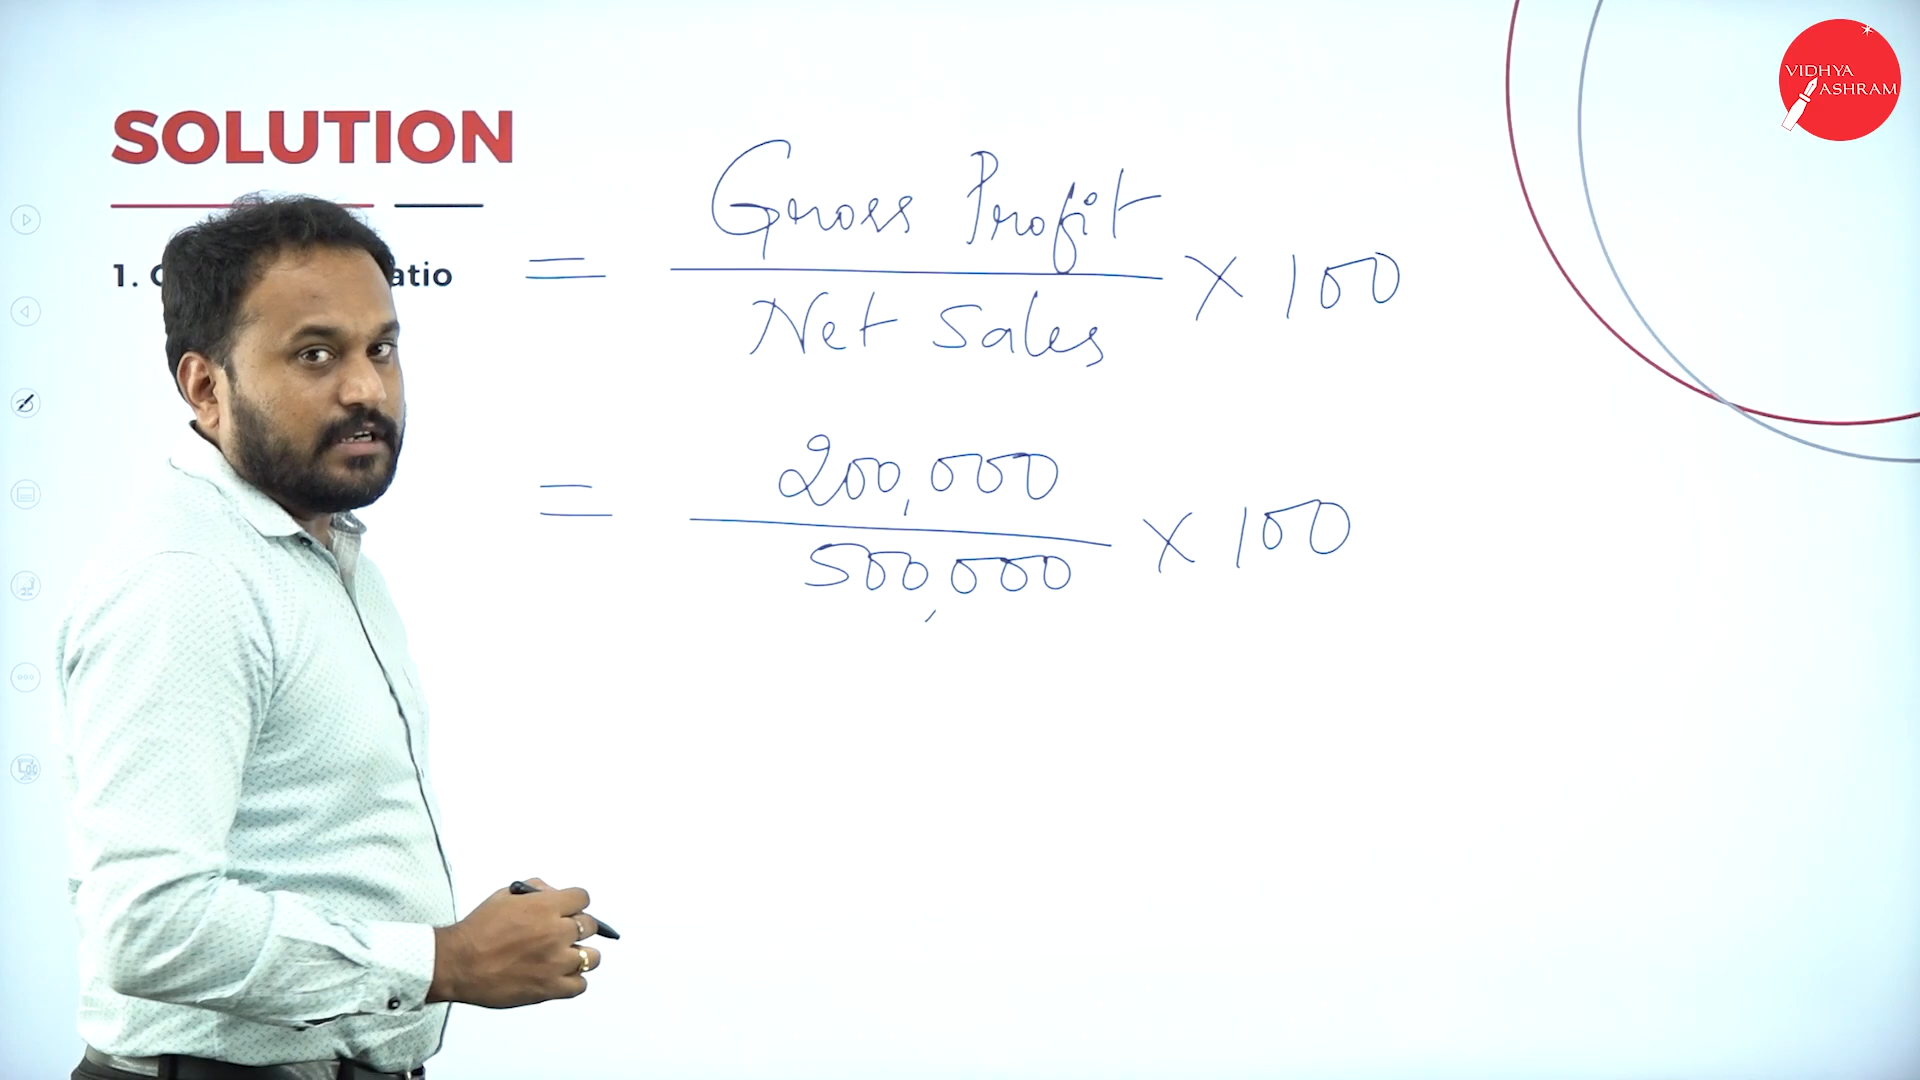 VIDHYA
ASHRAM
SOLUTION
1. atio
= Gross Profit × 100
Net Sales
= 200,000 × 100
500,000